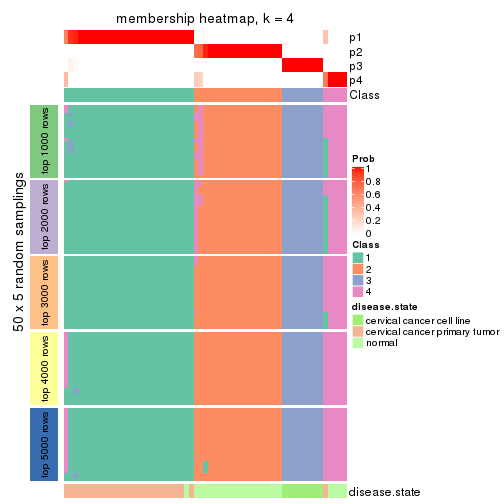 membership heatmap, k = 4
p1
p2
p3
p4
Class
50 x 5 random samplings
top 1000 rows
top 2000 rows
top 3000 rows
top 4000 rows
top 5000 rows
Prob
1
0.8
0.6
0.4
0.2
0
Class
1
2
3
4
disease.state
cervical cancer cell line
cervical cancer primary tumor
normal
disease.state